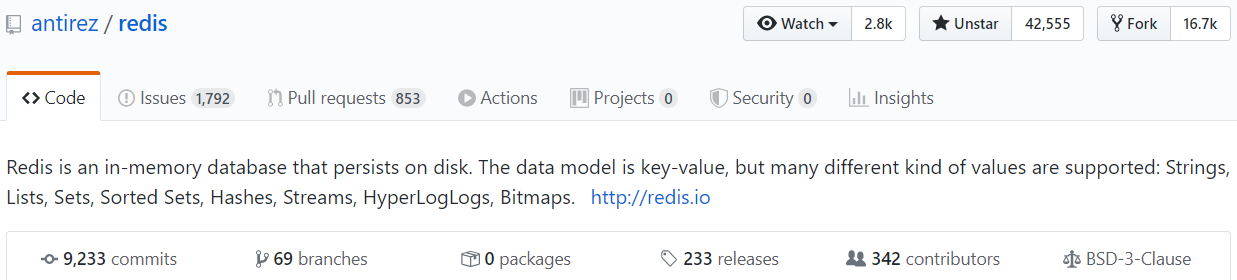 antirez / redis Watch 2.8k Unstar 42,555 Fork 16.7k
Code Issues 1,792 Pull requests 853 Actions Projects 0 Security 0 Insights
Redis is an in-memory database that persists on disk. The data model is key-value, but many different kind of values are supported: Strings,
Lists, Sets, Sorted Sets, Hashes, Streams, HyperLogLogs, Bitmaps. http://redis.io
9,233 commits 69 branches 0 packages 233 releases 342 contributors BSD-3-Clause